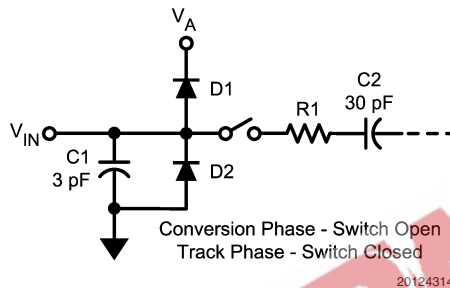 VA
D1
C2
30 pF
R1
VIN
C1
3 pF
D2
Conversion Phase - Switch Open
Track Phase - Switch Closed
20124314